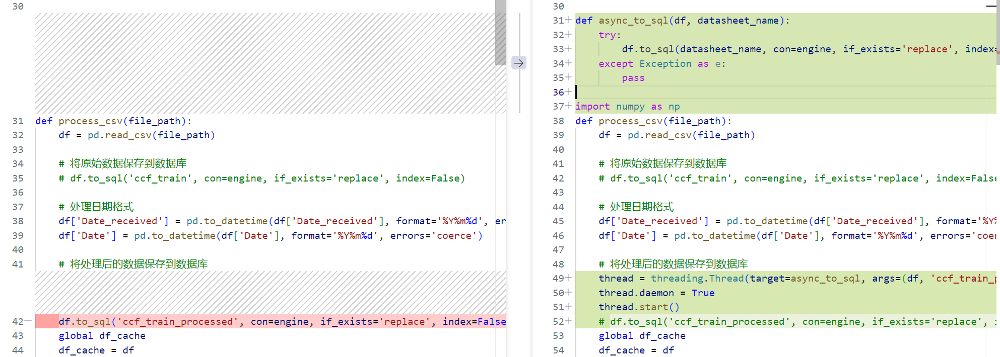 30
31 def process_csv(file_path):
32 df = pd.read_csv(file_path)
33
34 # 将原始数据保存到数据库
35 # df.to_sql('ccf_train', con=engine, if_exists='replace', index=False)
36
37 # 处理日期格式
38 df['Date_received'] = pd.to_datetime(df['Date_received'], format='%Y%m%d', er
39 df['Date'] = pd.to_datetime(df['Date'], format='%Y%m%d', errors='coerce')
40
41 # 将处理后的数据保存到数据库
42− df.to_sql('ccf_train_processed', con=engine, if_exists='replace', index=False
43 global df_cache
44 df_cache = df
→
30
31+ def async_to_sql(df, datasheet_name):
32+ try:
33+ df.to_sql(datasheet_name, con=engine, if_exists='replace', index=
34+ except Exception as e:
35+ pass
36+
37+ import numpy as np
38 def process_csv(file_path):
39 df = pd.read_csv(file_path)
40
41 # 将原始数据保存到数据库
42 # df.to_sql('ccf_train', con=engine, if_exists='replace', index=False
43
44 # 处理日期格式
45 df['Date_received'] = pd.to_datetime(df['Date_received'], format='%Y%
46 df['Date'] = pd.to_datetime(df['Date'], format='%Y%m%d', errors='coer
47
48 # 将处理后的数据保存到数据库
49+ thread = threading.Thread(target=async_to_sql, args=(df, 'ccf_train_p
50+ thread.daemon = True
51+ thread.start()
52+ # df.to_sql('ccf_train_processed', con=engine, if_exists='replace', i
53 global df_cache
54 df_cache = df